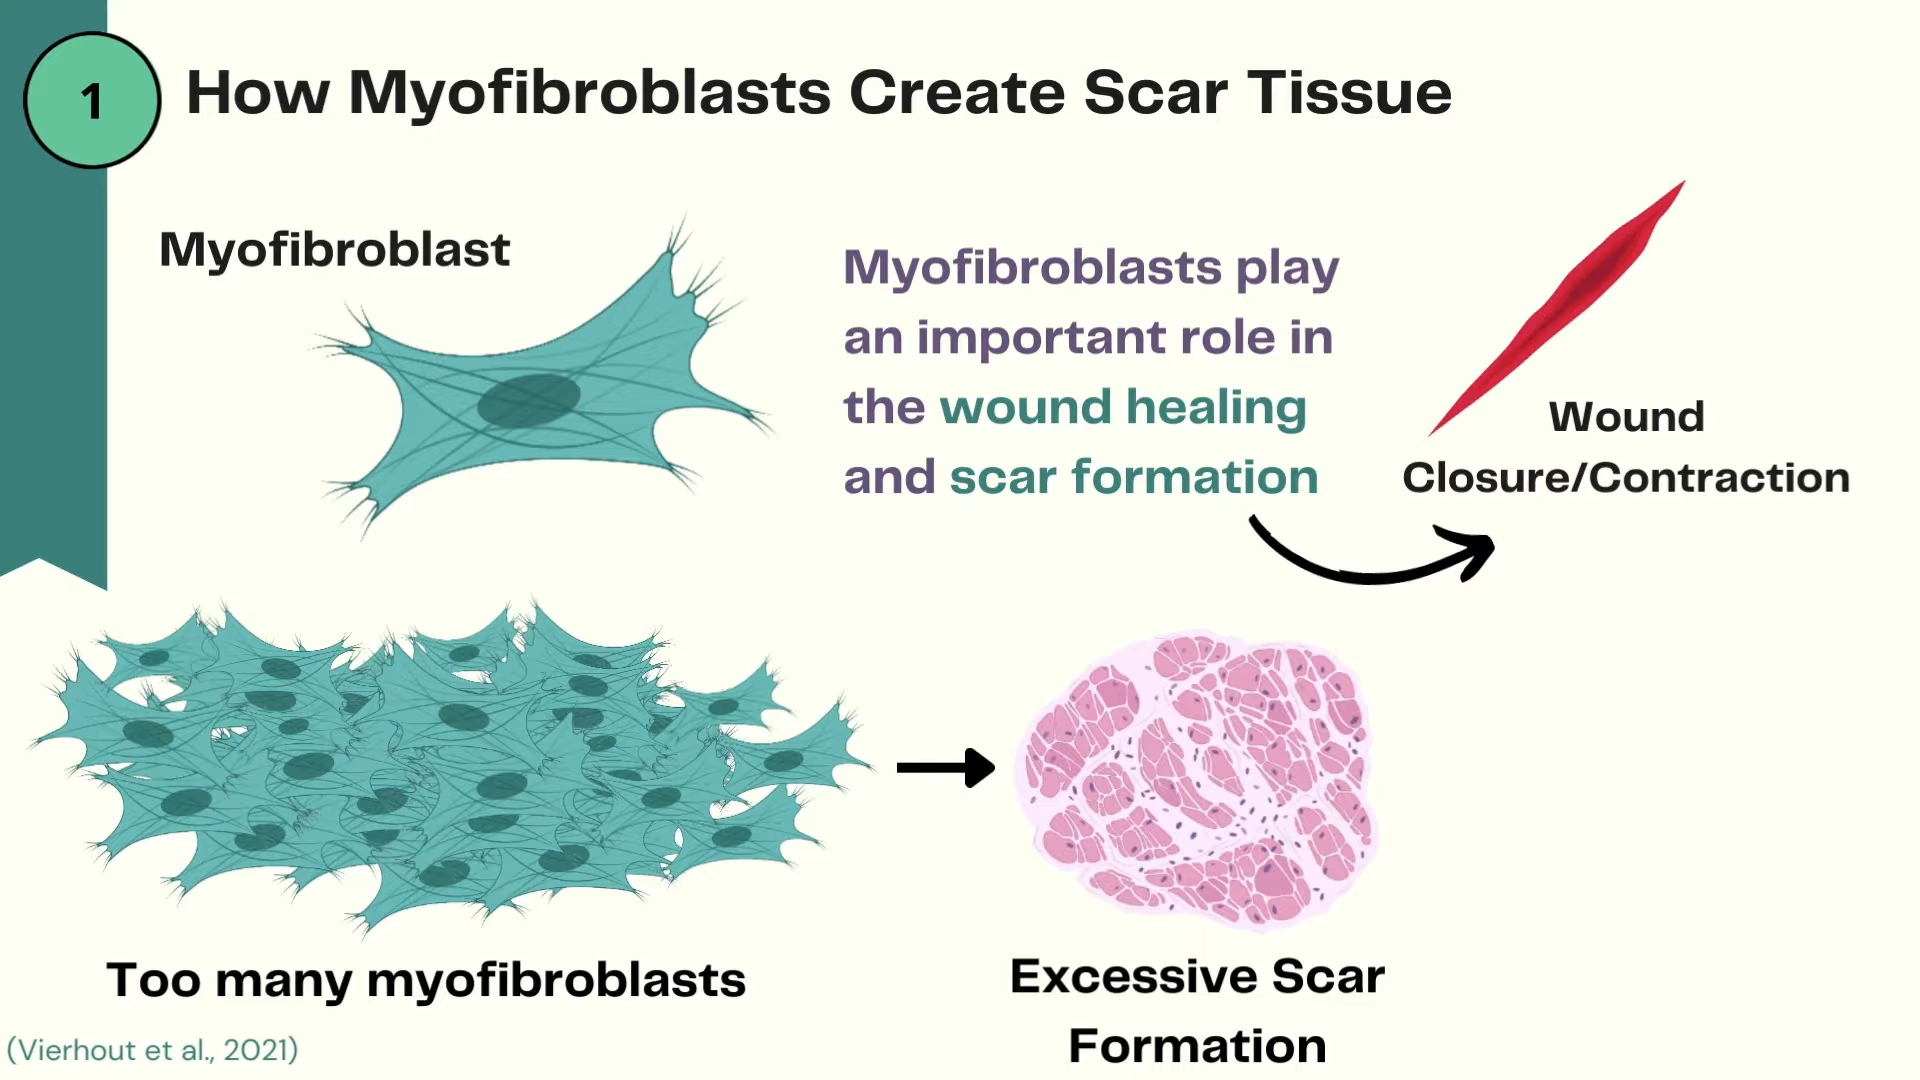 1
How Myofibroblasts Create Scar Tissue
Myofibroblast
Myofibroblasts play
an important role in
the wound healing
and scar formation
Wound
Closure/Contraction
Too many myofibroblasts
Excessive Scar
Formation
(Vierhout et al., 2021)